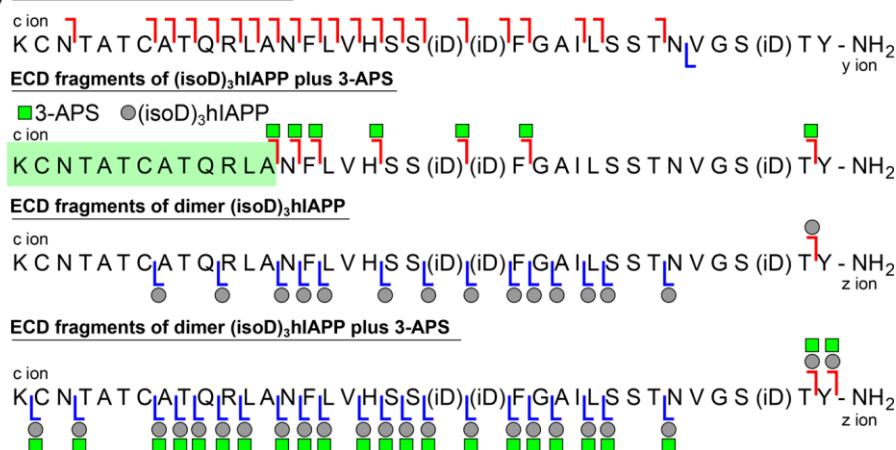 c ion
K C N T A T C A T Q R L A N F L V H S S (iD) (iD) F G A I L S S T N V G S (iD) T Y - NH2
y ion
ECD fragments of (isoD)3hIAPP plus 3-APS
3-APS (isoD)3hIAPP
c ion
K C N T A T C A T Q R L A N F L V H S S (iD) (iD) F G A I L S S T N V G S (iD) T Y - NH2
ECD fragments of dimer (isoD)3hIAPP
c ion
K C N T A T C A T Q R L A N F L V H S S (iD) (iD) F G A I L S S T N V G S (iD) T Y - NH2
z ion
ECD fragments of dimer (isoD)3hIAPP plus 3-APS
c ion
K C N T A T C A T Q R L A N F L V H S S (iD) (iD) F G A I L S S T N V G S (iD) T Y - NH2
z ion